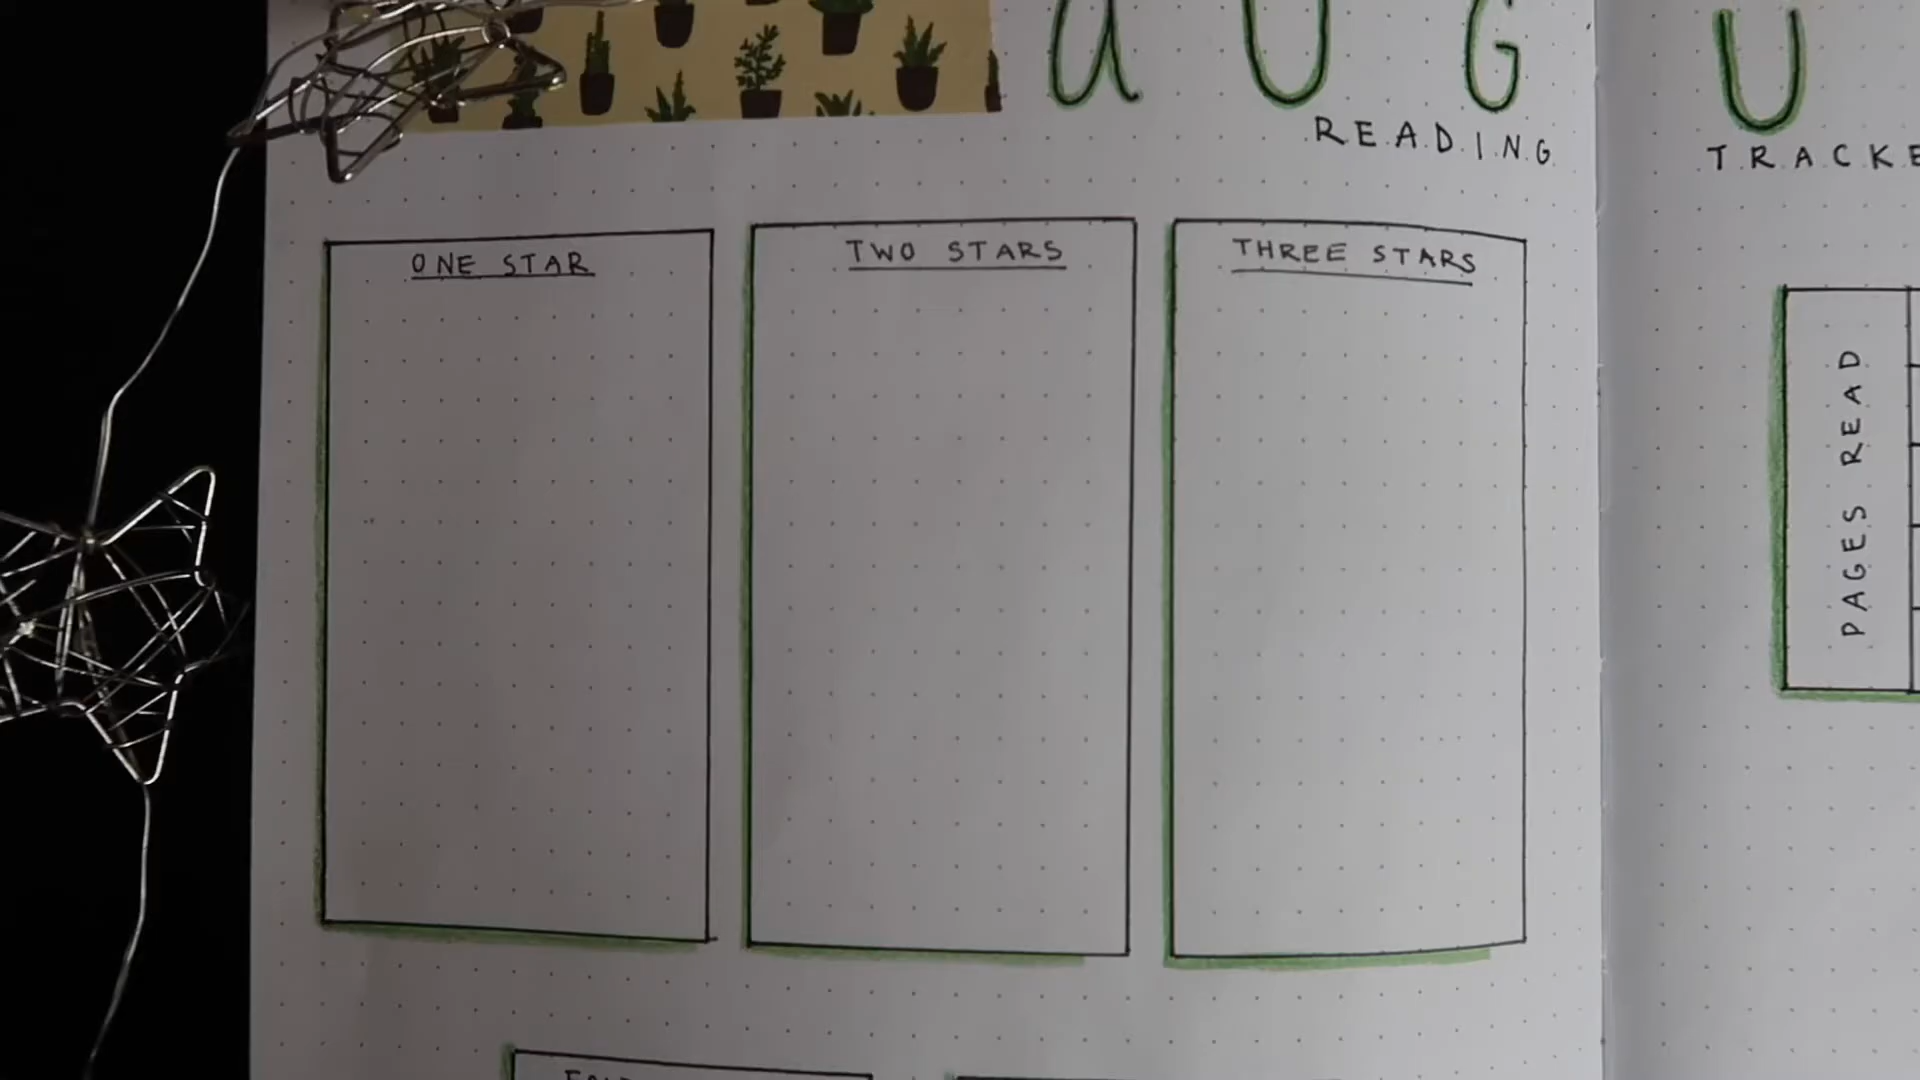 a U G U
READING TRACKE
ONE STAR
TWO STARS
THREE STARS
PAGES READ